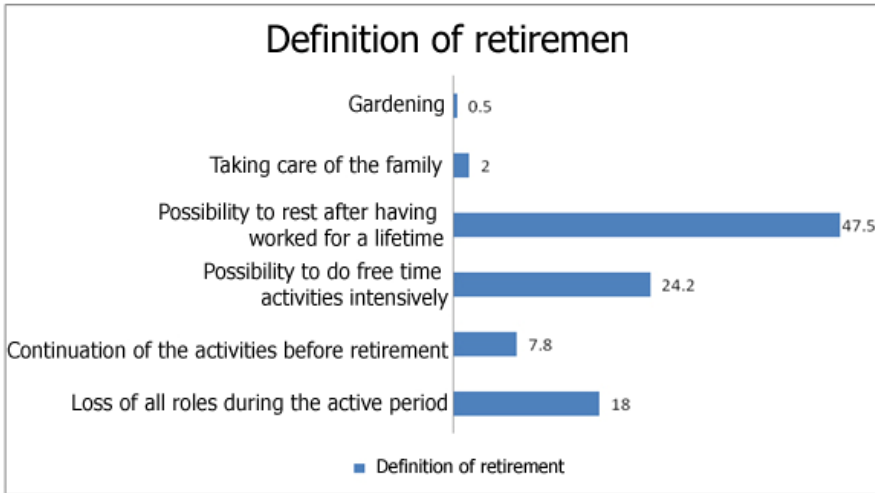 Definition of retiremen
Gardening
0.5
Taking care of the family
2
Possibility to rest after having
worked for a lifetime
47.5
Possibility to do free time
activities intensively
24.2
Continuation of the activities before retirement
7.8
Loss of all roles during the active period
18
Definition of retirement